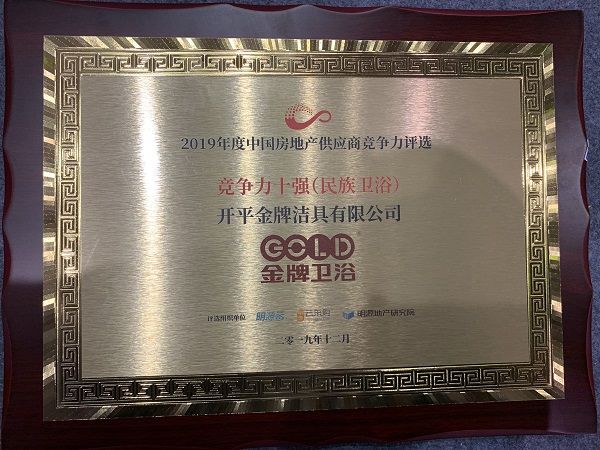 2019年度中国房地产供应商竞争力评选
竞争力十强(民族卫浴)
开平金牌洁具有限公司
GOLD
金牌卫浴
评选组织单位 明源云 云采购 明源地产研究院
二零一九年十二月